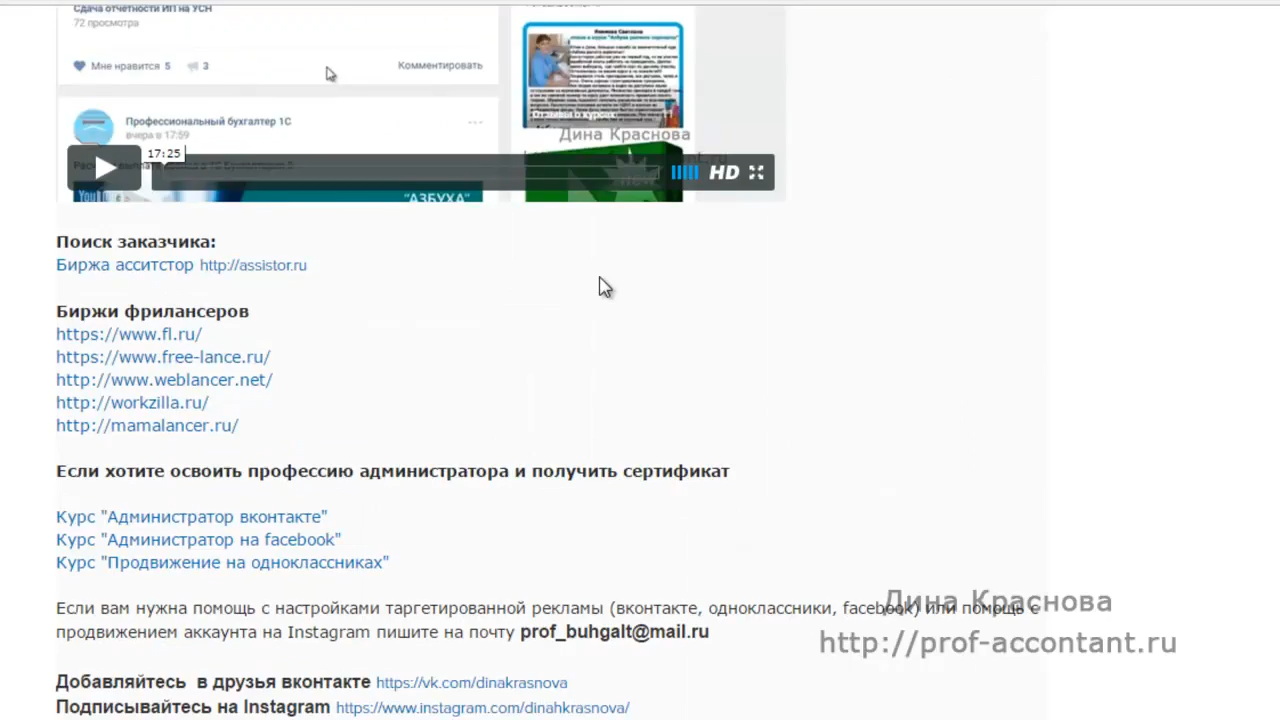 Сдача отчетности ИП на УСН
72 просмотра
Мне нравится 5 3 Комментировать
Профессиональный бухгалтер 1С
вчера в 17:59
17:25
HD
You
"АЗБУХА"
Отзывы о курсах
Дина Краснова
new
Поиск заказчика:
Биржа асситстор http://assistor.ru
Биржи фрилансеров
https://www.fl.ru/
https://www.free-lance.ru/
http://www.weblancer.net/
http://workzilla.ru/
http://mamalancer.ru/
Если хотите освоить профессию администратора и получить сертификат
Курс "Администратор вконтакте"
Курс "Администратор на facebook"
Курс "Продвижение на одноклассниках"
Если вам нужна помощь с настройками таргетированной рекламы (вконтакте, одноклассники, facebook) или помощь с
продвижением аккаунта на Instagram пишите на почту prof_buhgalt@mail.ru
Дина Краснова
http://prof-accontant.ru
Добавляйтесь в друзья вконтакте https://vk.com/dinakrasnova
Подписывайтесь на Instagram https://www.instagram.com/dinahkrasnova/